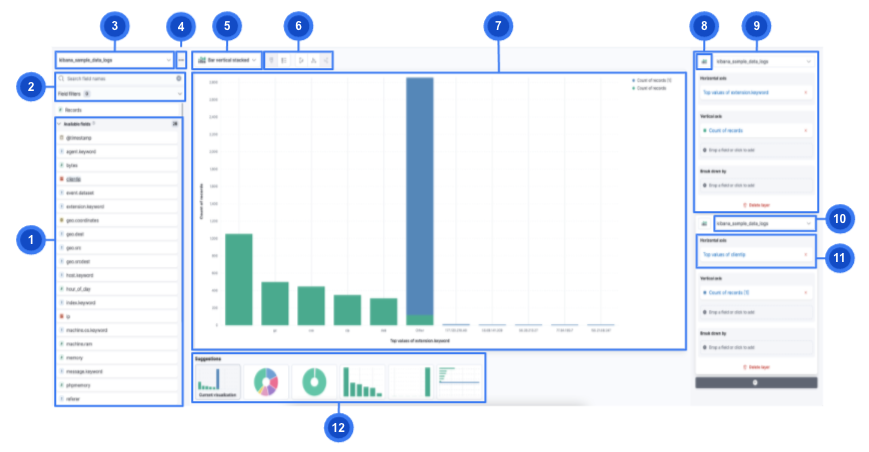 3
4
5
6
7
8
9
kibana_sample_data_logs
Bar vertical stacked
kibana_sample_data_logs
2
Search field names
Field filters 0
Records
Available fields
@timestamp
agent.keyword
bytes
clientip
event.dataset
extension.keyword
geo.coordinates
geo.dest
geo.src
geo.srcdest
host.keyword
hour_of_day
index.keyword
ip
machine.os.keyword
machine.ram
memory
message.keyword
phpmemory
referer
1
Count of records [1]
Count of records
Count of records
Top values of extension.keyword
Horizontal axis
Top values of extension.keyword
Vertical axis
Count of records
Drop a field or click to add
Break down by
Drop a field or click to add
Delete layer
kibana_sample_data_logs
10
Horizontal axis
Top values of clientip
11
Vertical axis
Count of records [1]
Drop a field or click to add
Break down by
Drop a field or click to add
Delete layer
Suggestions
Current visualization
12